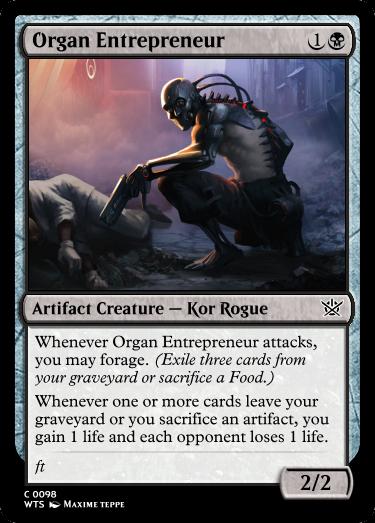 Organ Entrepreneur 1
Artifact Creature — Kor Rogue
Whenever Organ Entrepreneur attacks,
you may forage. (Exile three cards from
your graveyard or sacrifice a Food.)
Whenever one or more cards leave your
graveyard or you sacrifice an artifact, you
gain 1 life and each opponent loses 1 life.
ft
2/2
C 0098
WTS Maxime Teppe